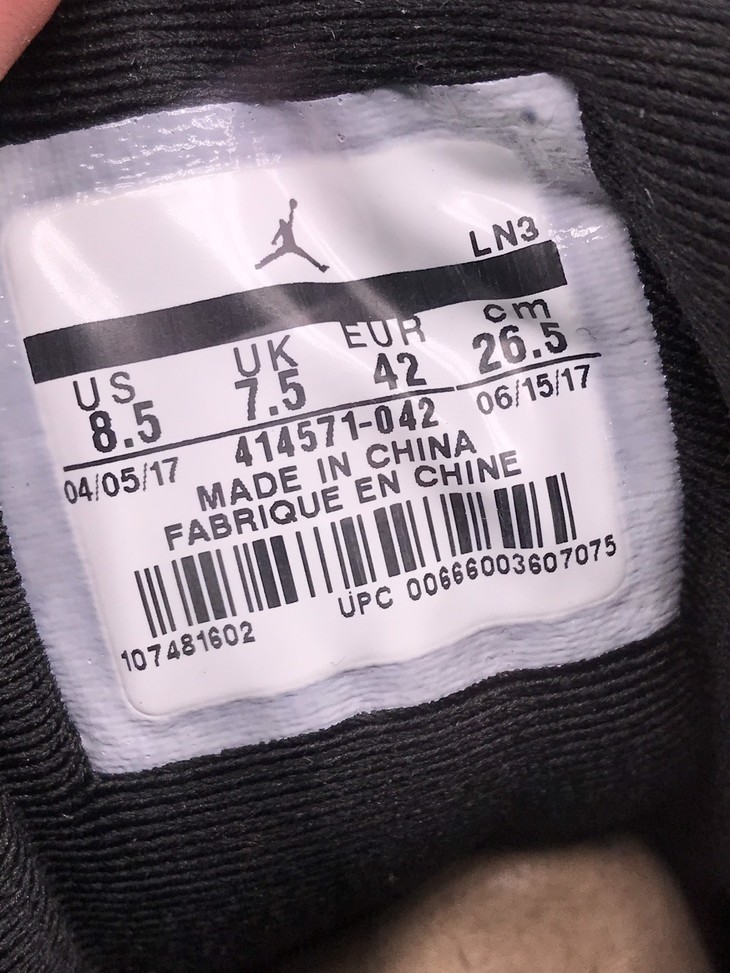 LN3
US UK EUR cm
8.5 7.5 42 26.5
04/05/17 414571-042 06/15/17
MADE IN CHINA
FABRIQUE EN CHINE
107481602 UPC 00666003607075